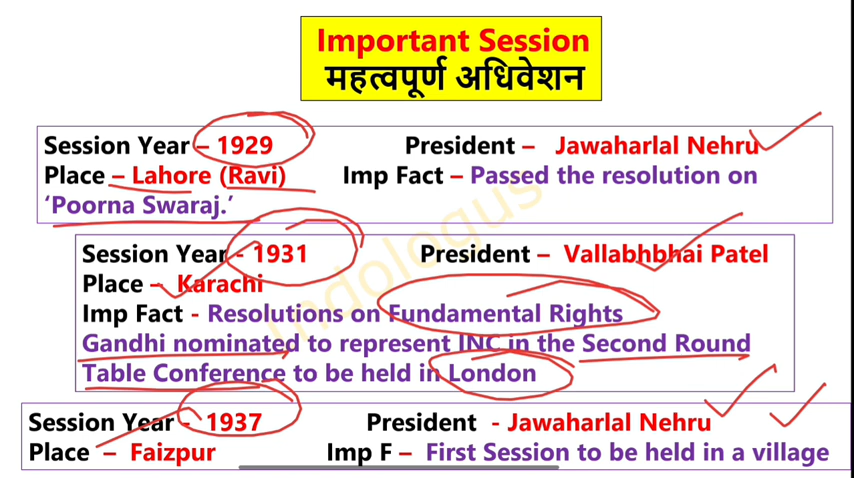 Important Session
महत्वपूर्ण अधिवेशन
Session Year – 1929 President – Jawaharlal Nehru
Place – Lahore (Ravi) Imp Fact – Passed the resolution on
‘Poorna Swaraj.’
Session Year - 1931 President – Vallabhbhai Patel
Place – Karachi
Imp Fact - Resolutions on Fundamental Rights
Gandhi nominated to represent INC in the Second Round
Table Conference to be held in London
Session Year - 1937 President - Jawaharlal Nehru
Place – Faizpur Imp F – First Session to be held in a village
Indologus